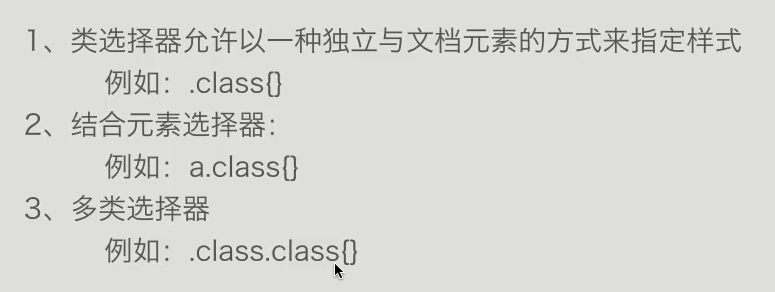 1、类选择器允许以一种独立与文档元素的方式来指定样式
例如：.class{}
2、结合元素选择器：
例如：a.class{}
3、多类选择器
例如：.class.class{}